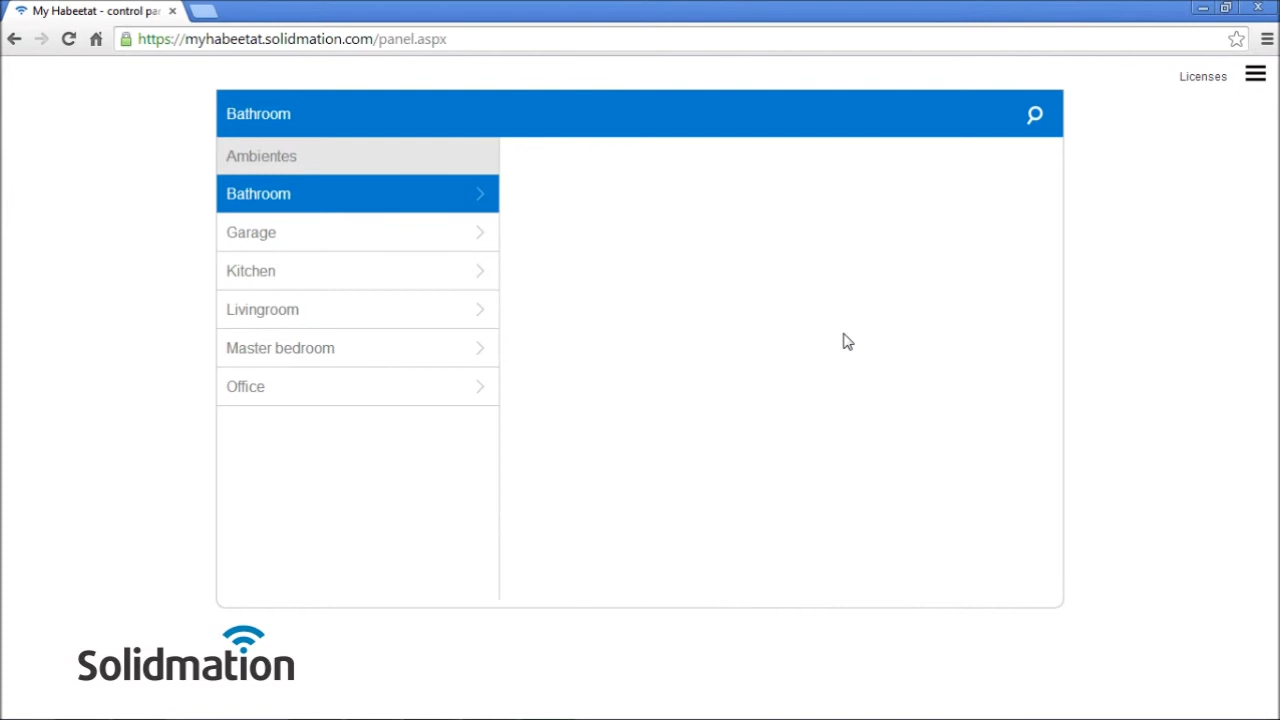 My Habeetat - control pa
https://myhabeetat.solidmation.com/panel.aspx
Licenses
Bathroom
Ambientes
Bathroom
Garage
Kitchen
Livingroom
Master bedroom
Office
Solidmation